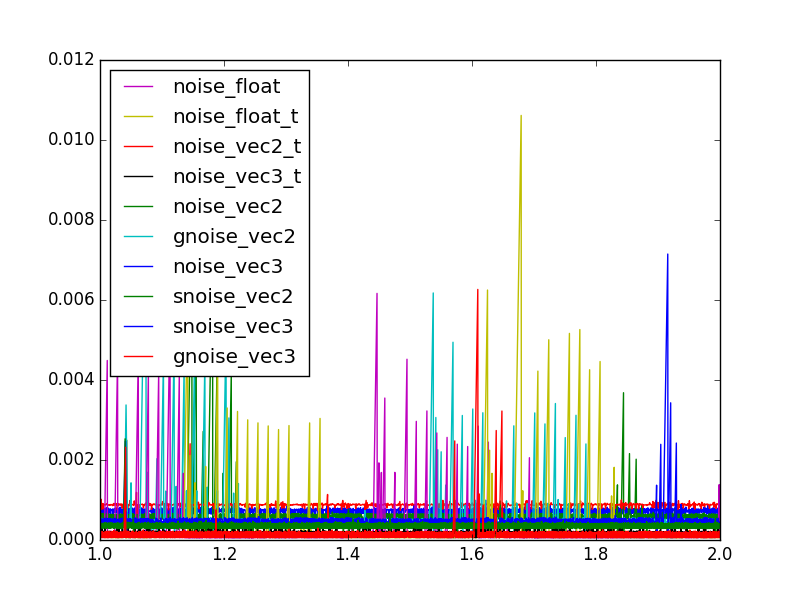 0.012
0.010
0.008
0.006
0.004
0.002
0.000
noise_float
noise_float_t
noise_vec2_t
noise_vec3_t
noise_vec2
gnoise_vec2
noise_vec3
snoise_vec2
snoise_vec3
gnoise_vec3
1.0 1.2 1.4 1.6 1.8 2.0